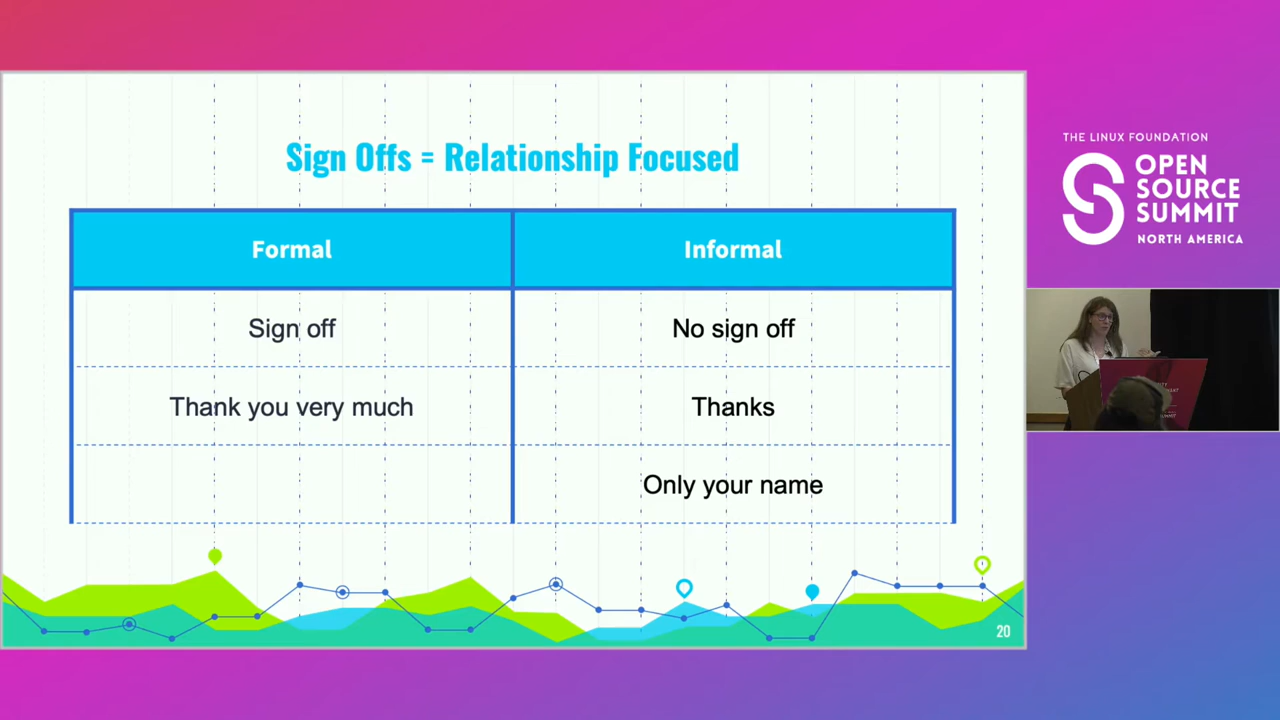 Sign Offs = Relationship Focused
Formal
Informal
Sign off
No sign off
Thank you very much
Thanks
Only your name
20
THE LINUX FOUNDATION
OPEN
SOURCE
SUMMIT
NORTH AMERICA